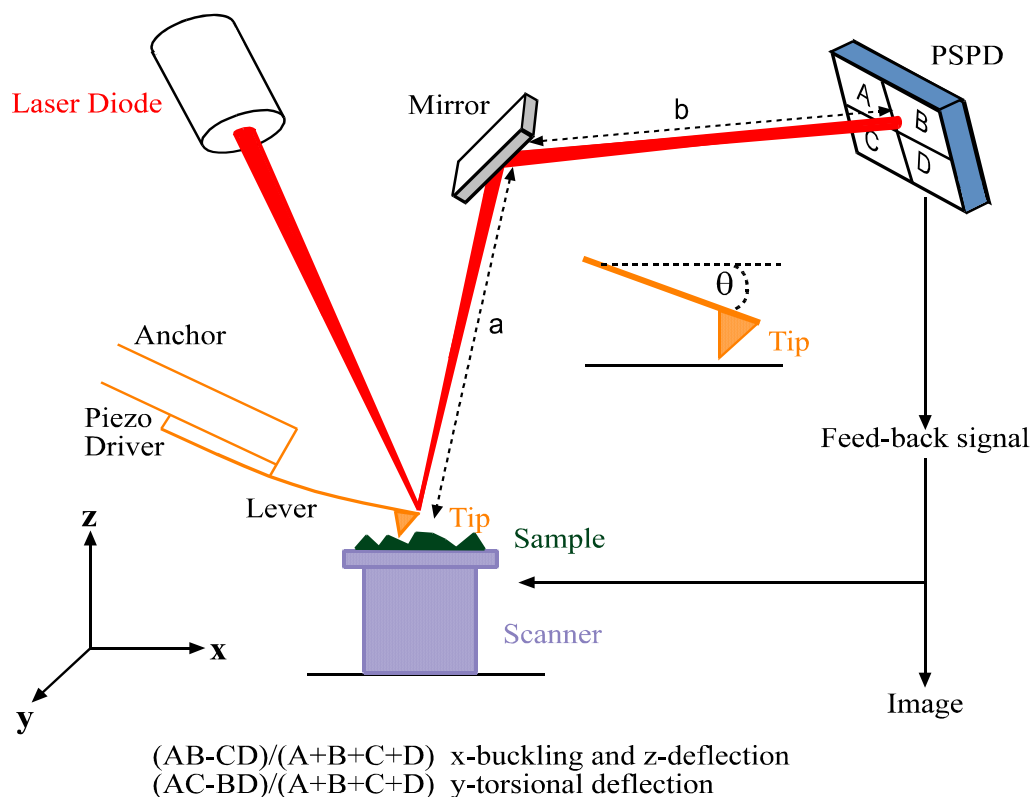 PSPD
Laser Diode
Mirror
b
A
B
C
D
a
θ
Tip
Anchor
Piezo
Driver
Feed-back signal
Lever
Tip
Sample
z
x
y
Scanner
Image
(AB-CD)/(A+B+C+D) x-buckling and z-deflection
(AC-BD)/(A+B+C+D) y-torsional deflection